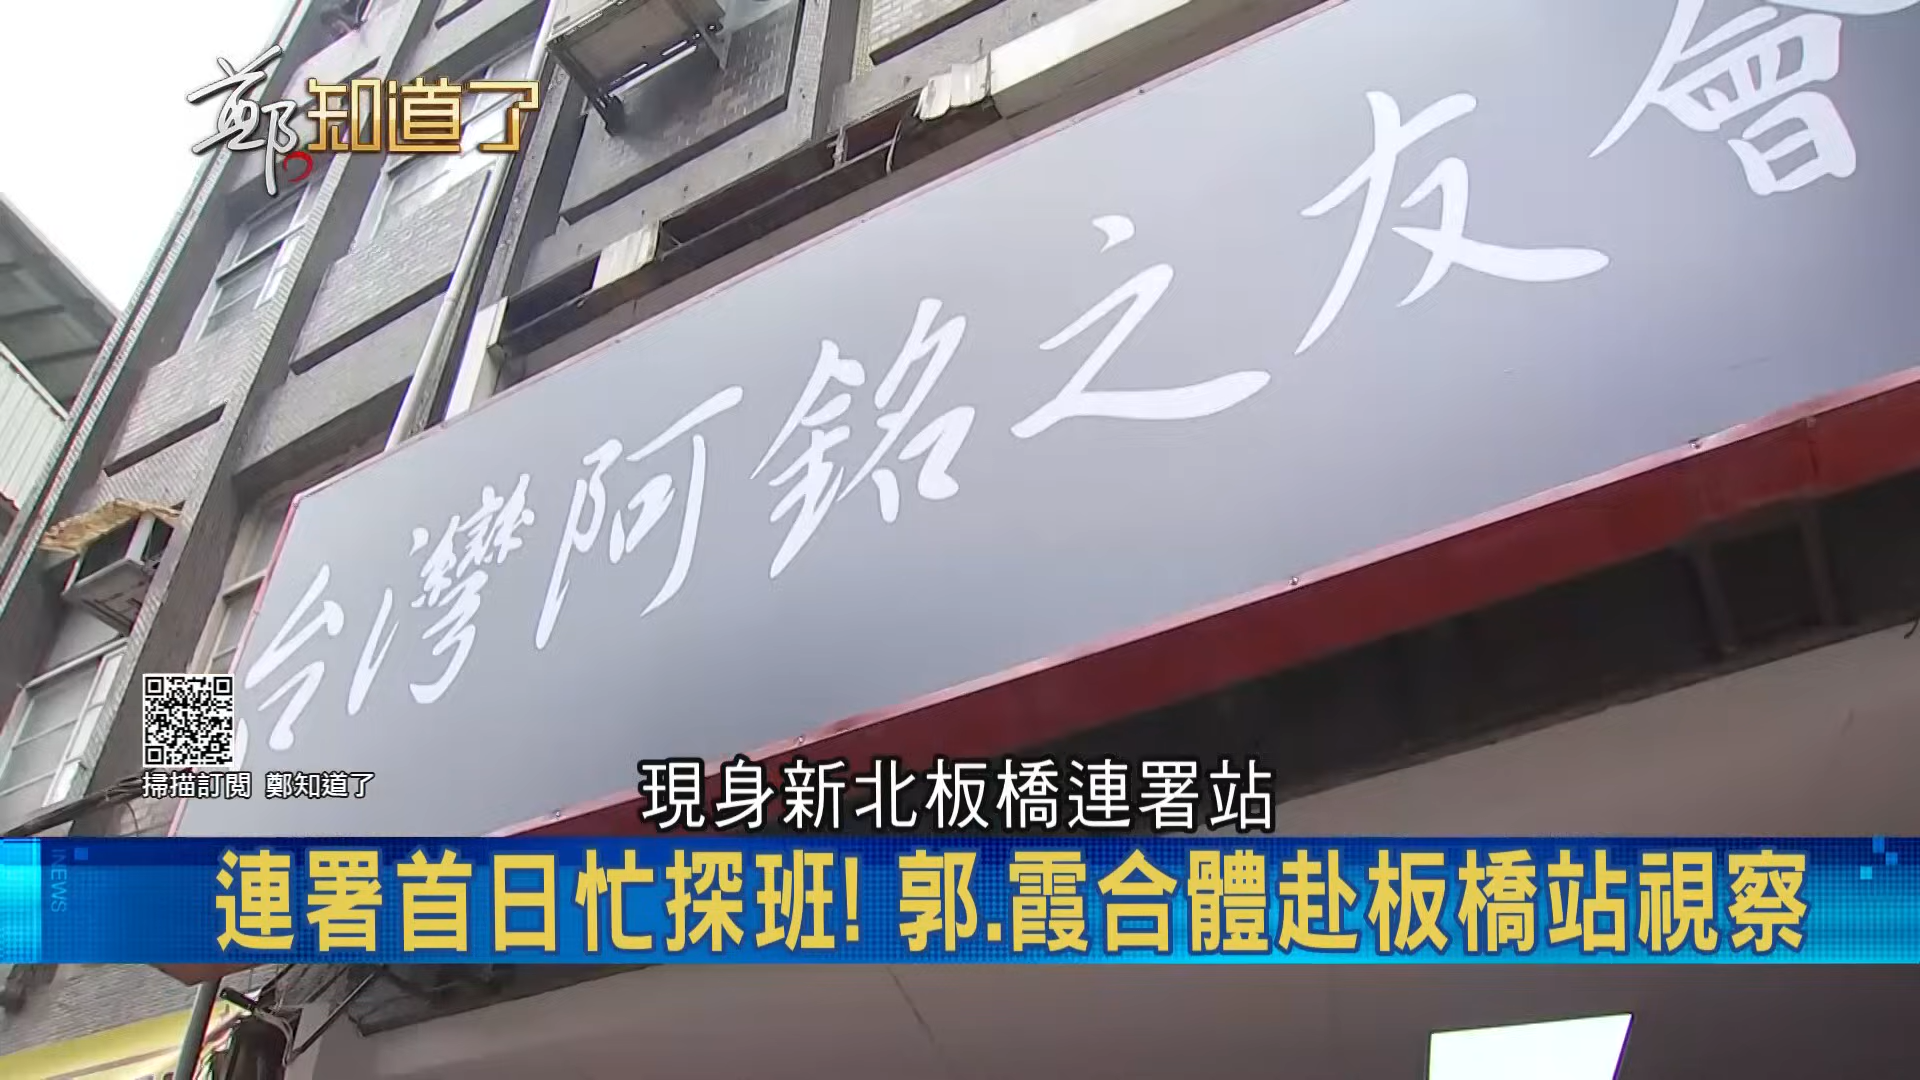 鄭知道了
台灣阿銘之友會
掃描訂閱 鄭知道了
現身新北板橋連署站
INEWS
連署首日忙探班! 郭.霞合體赴板橋站視察